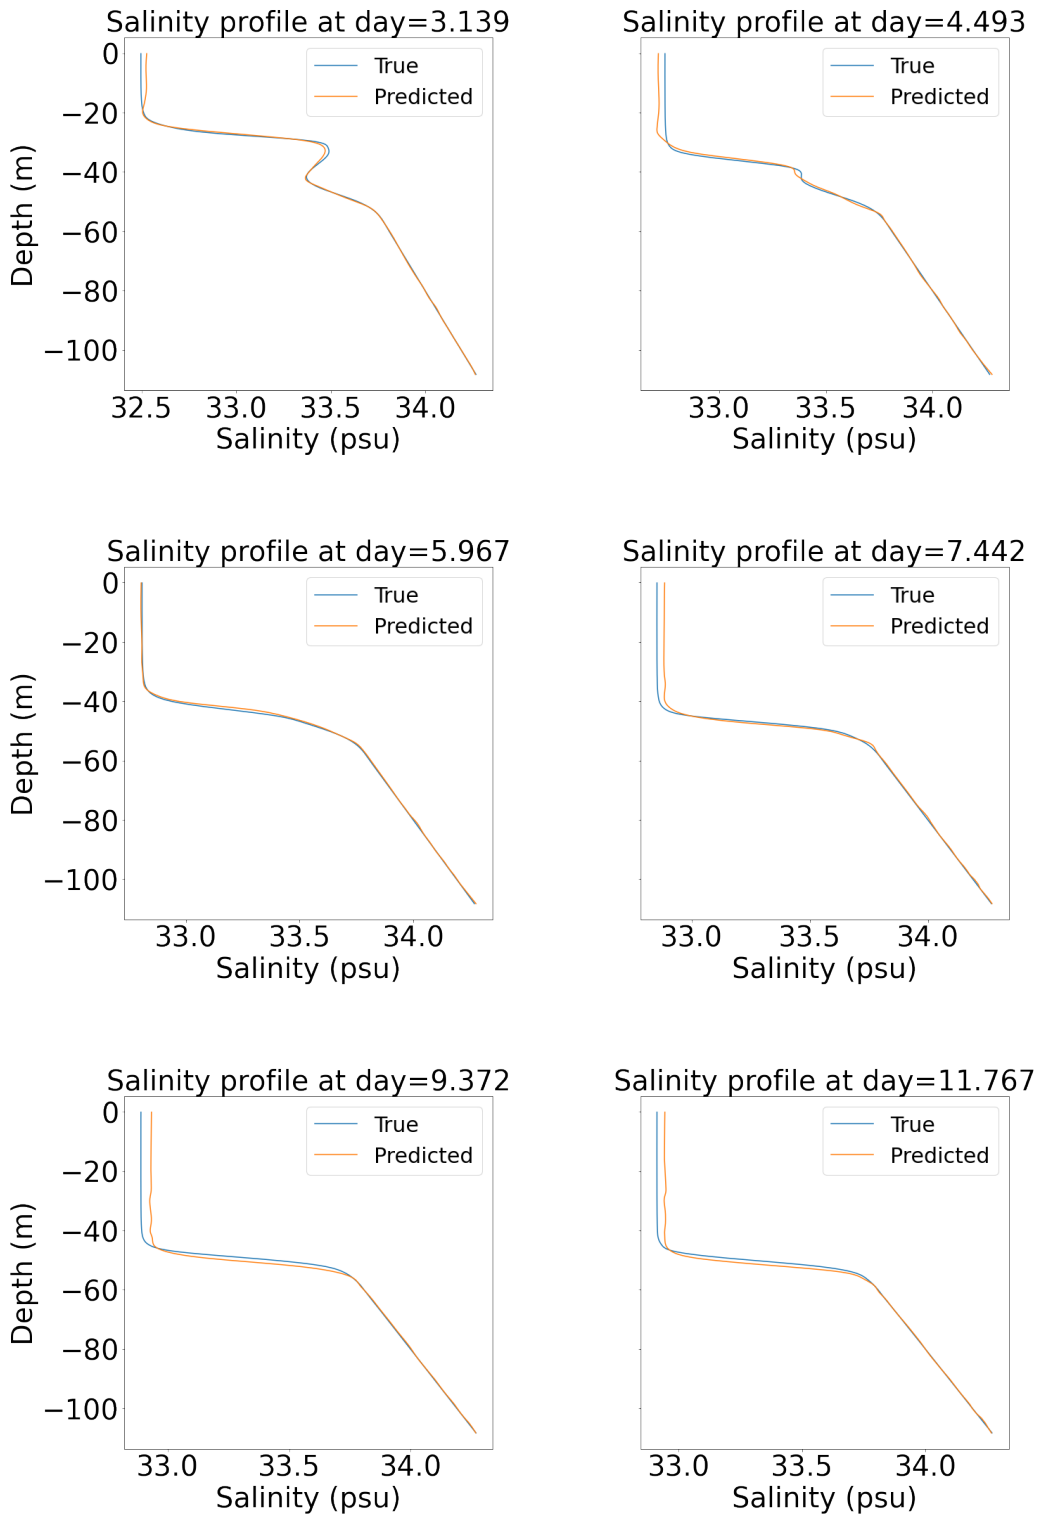 Salinity profile at day=3.139
True
Predicted
0
−20
−40
−60
−80
−100
Depth (m)
32.5 33.0 33.5 34.0
Salinity (psu)
Salinity profile at day=4.493
True
Predicted
33.0 33.5 34.0
Salinity (psu)
Salinity profile at day=5.967
True
Predicted
0
−20
−40
−60
−80
−100
Depth (m)
33.0 33.5 34.0
Salinity (psu)
Salinity profile at day=7.442
True
Predicted
33.0 33.5 34.0
Salinity (psu)
Salinity profile at day=9.372
True
Predicted
0
−20
−40
−60
−80
−100
Depth (m)
33.0 33.5 34.0
Salinity (psu)
Salinity profile at day=11.767
True
Predicted
33.0 33.5 34.0
Salinity (psu)